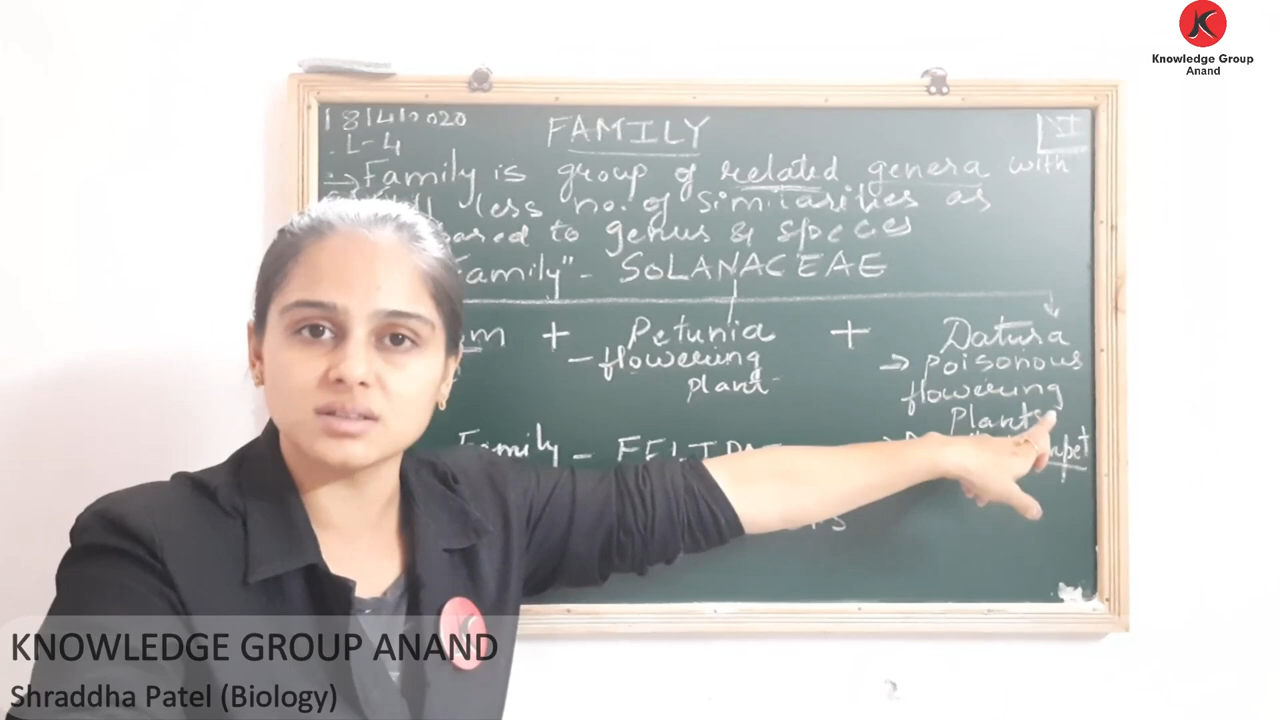 Knowledge Group
Anand
18/4/2020
L-4
FAMILY
XI
Family is group of related genera with
less no. of similarities as
to genus & species
Family" - SOLANACEAE
+ Petunia + Datura
- flowering
plant
→ poisonous
flowering
Plants
Family -
KNOWLEDGE GROUP ANAND
Shraddha Patel (Biology)